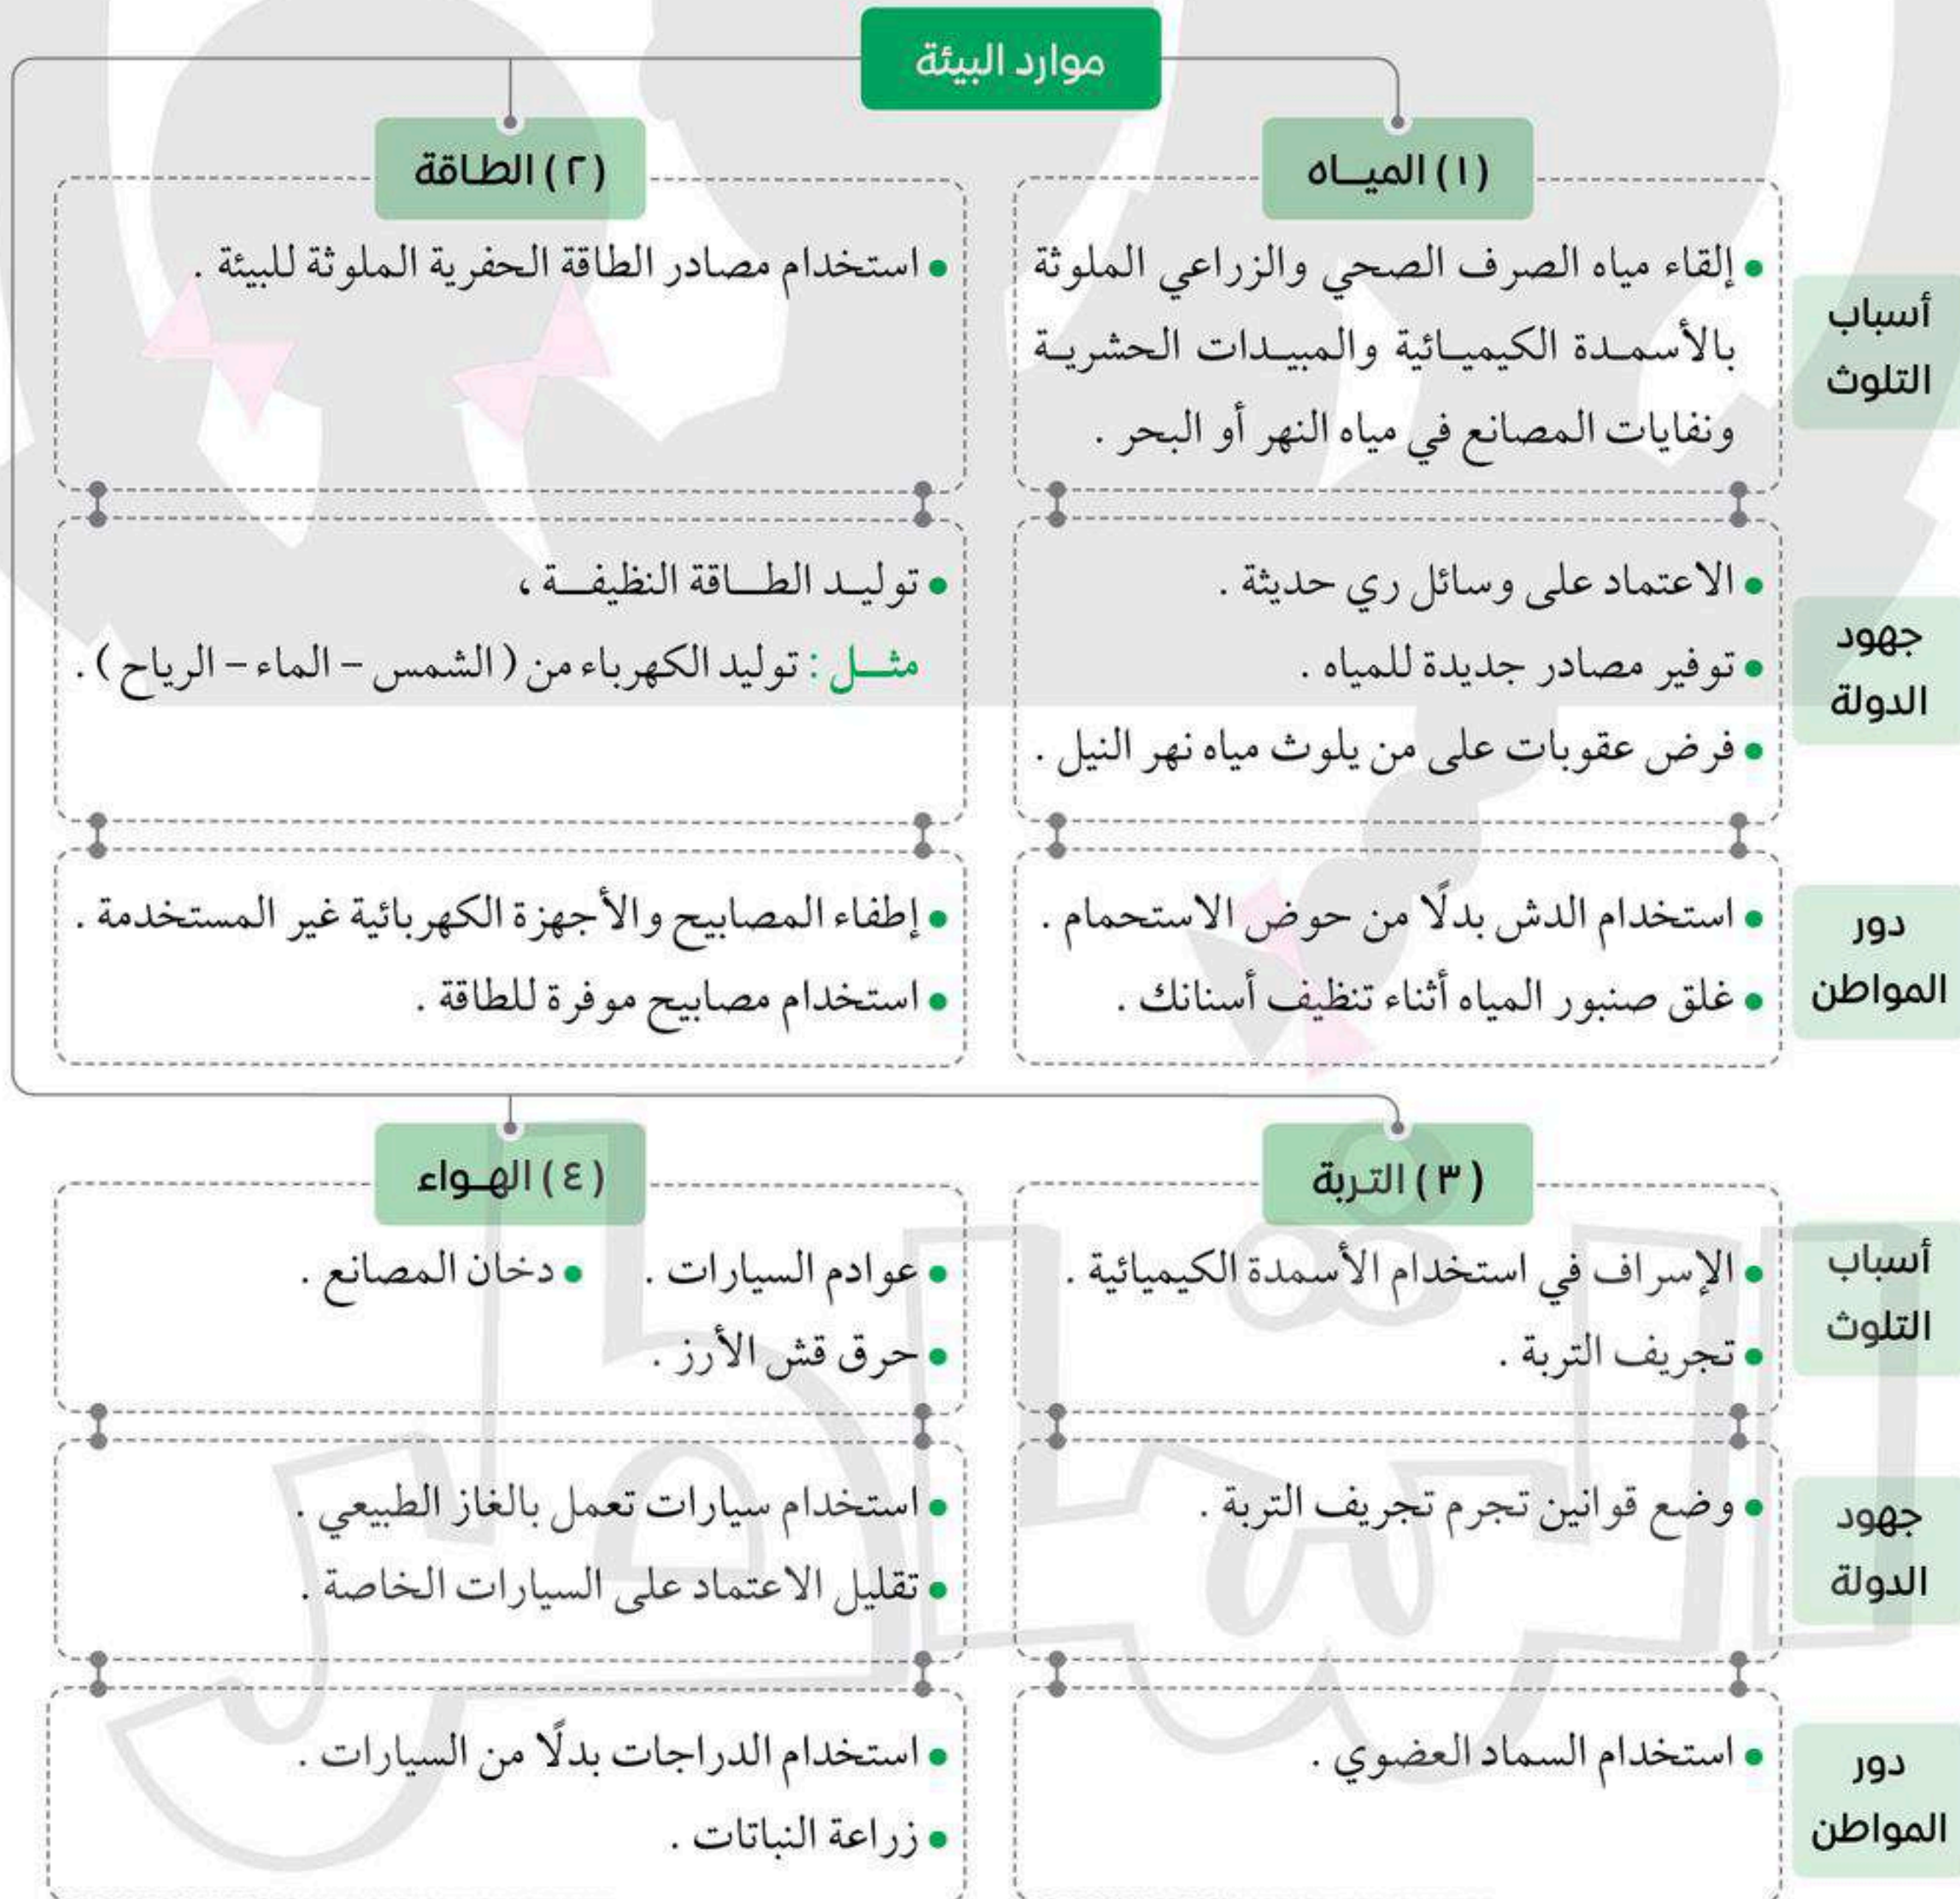 موارد البيئة
(١) المياه
أسباب
التلوث
• إلقاء مياه الصرف الصحي والزراعي الملوثة
بالأسمدة الكيميائية والمبيدات الحشرية
ونفايات المصانع في مياه النهر أو البحر .
جهود
الدولة
• الاعتماد على وسائل ري حديثة .
• توفير مصادر جديدة للمياه .
• فرض عقوبات على من يلوث مياه نهر النيل .
دور
المواطن
• استخدام الدش بدلًا من حوض الاستحمام .
• غلق صنبور المياه أثناء تنظيف أسنانك .
(٢) الطاقة
• استخدام مصادر الطاقة الحفرية الملوثة للبيئة .
• توليد الطاقة النظيفة ،
مثل : توليد الكهرباء من ( الشمس – الماء – الرياح ) .
• إطفاء المصابيح والأجهزة الكهربائية غير المستخدمة .
• استخدام مصابيح موفرة للطاقة .
(٣) التربة
أسباب
التلوث
• الإسراف في استخدام الأسمدة الكيميائية .
• تجريف التربة .
جهود
الدولة
• وضع قوانين تجرم تجريف التربة .
دور
المواطن
• استخدام السماد العضوي .
(٤) الهواء
• عوادم السيارات . • دخان المصانع .
• حرق قش الأرز .
• استخدام سيارات تعمل بالغاز الطبيعي .
• تقليل الاعتماد على السيارات الخاصة .
• استخدام الدراجات بدلًا من السيارات .
• زراعة النباتات .
الشاطر